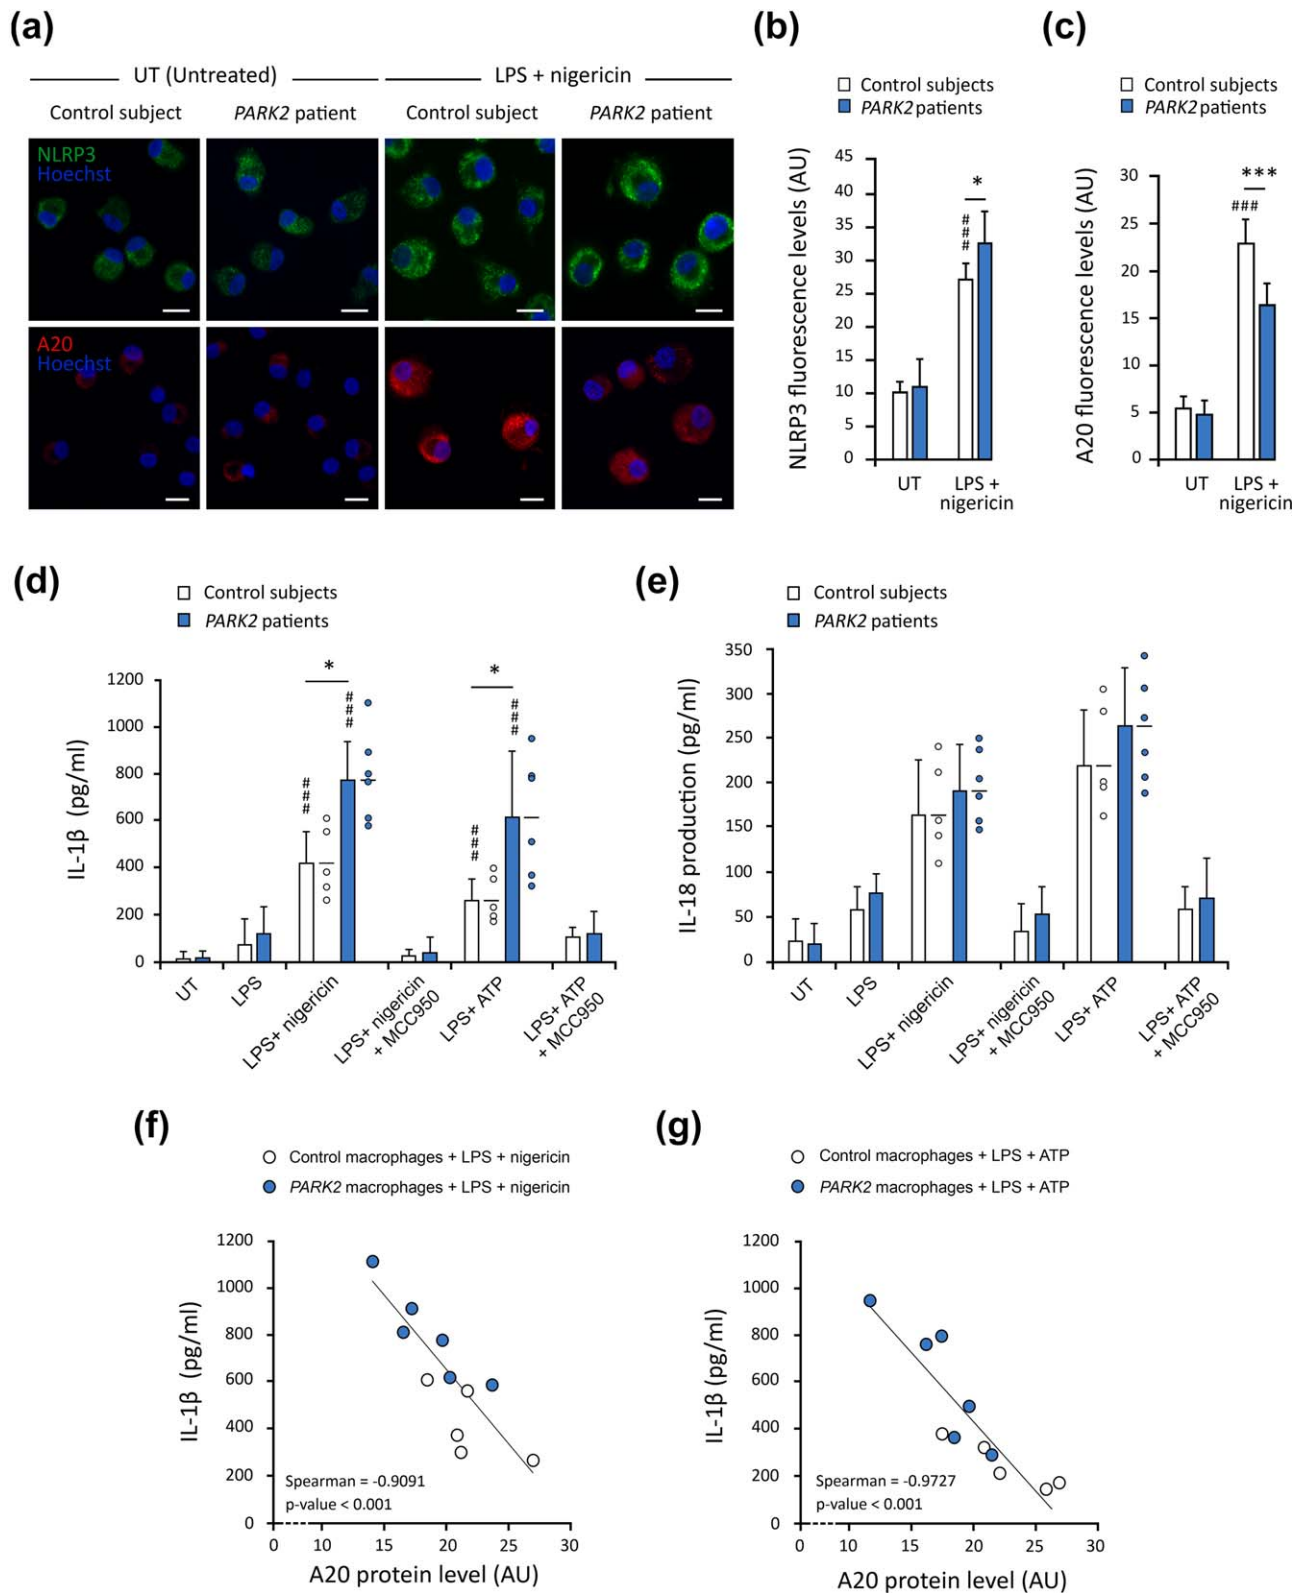 (a)
UT (Untreated)
LPS + nigericin
Control subject
PARK2 patient
Control subject
PARK2 patient
NLRP3
Hoechst
A20
Hoechst
(b)
Control subjects
PARK2 patients
NLRP3 fluorescence levels (AU)
45
40
35
30
25
20
15
10
5
0
*
###
UT
LPS +
nigericin
(c)
Control subjects
PARK2 patients
A20 fluorescence levels (AU)
30
25
20
15
10
5
0
***
###
UT
LPS +
nigericin
(d)
Control subjects
PARK2 patients
IL-1β (pg/ml)
1200
1000
800
600
400
200
0
*
*
###
###
###
###
UT
LPS
LPS+ nigericin
LPS+ nigericin
+ MCC950
LPS+ ATP
LPS+ ATP
+ MCC950
(e)
Control subjects
PARK2 patients
IL-18 production (pg/ml)
350
300
250
200
150
100
50
0
UT
LPS
LPS+ nigericin
LPS+ nigericin
+ MCC950
LPS+ ATP
LPS+ ATP
+ MCC950
(f)
Control macrophages + LPS + nigericin
PARK2 macrophages + LPS + nigericin
IL-1β (pg/ml)
1200
1000
800
600
400
200
0
Spearman = -0.9091
p-value < 0.001
0 10 15 20 25 30
A20 protein level (AU)
(g)
Control macrophages + LPS + ATP
PARK2 macrophages + LPS + ATP
IL-1β (pg/ml)
1200
1000
800
600
400
200
0
Spearman = -0.9727
p-value < 0.001
0 10 15 20 25 30
A20 protein level (AU)